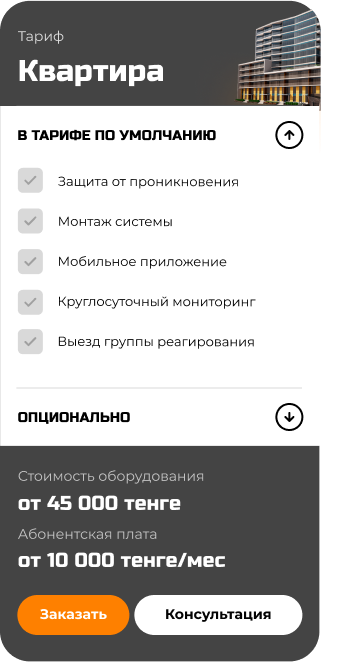 Тариф
Квартира
В ТАРИФЕ ПО УМОЛЧАНИЮ
Защита от проникновения
Монтаж системы
Мобильное приложение
Круглосуточный мониторинг
Выезд группы реагирования
ОПЦИОНАЛЬНО
Стоимость оборудования
от 45 000 тенге
Абонентская плата
от 10 000 тенге/мес
Заказать
Консультация